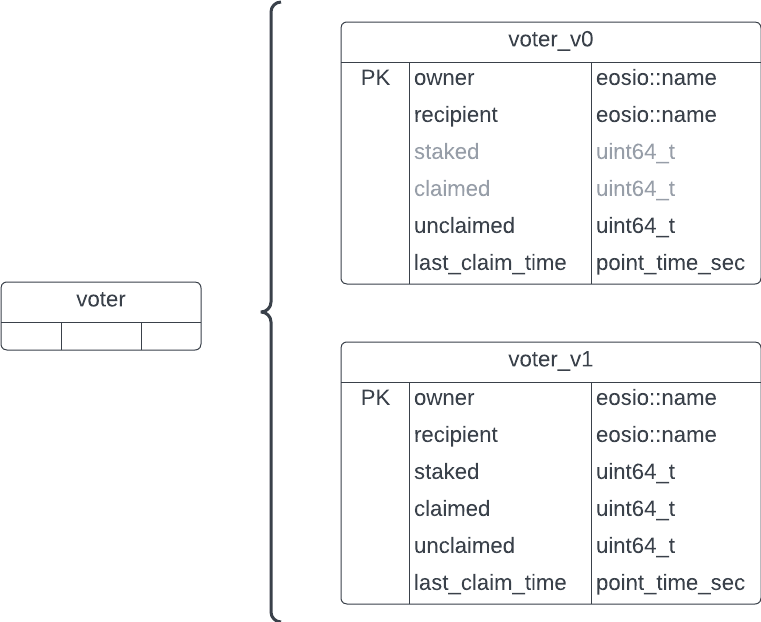 voter
voter_v0
PK owner eosio::name
recipient eosio::name
staked uint64_t
claimed uint64_t
unclaimed uint64_t
last_claim_time point_time_sec
voter_v1
PK owner eosio::name
recipient eosio::name
staked uint64_t
claimed uint64_t
unclaimed uint64_t
last_claim_time point_time_sec